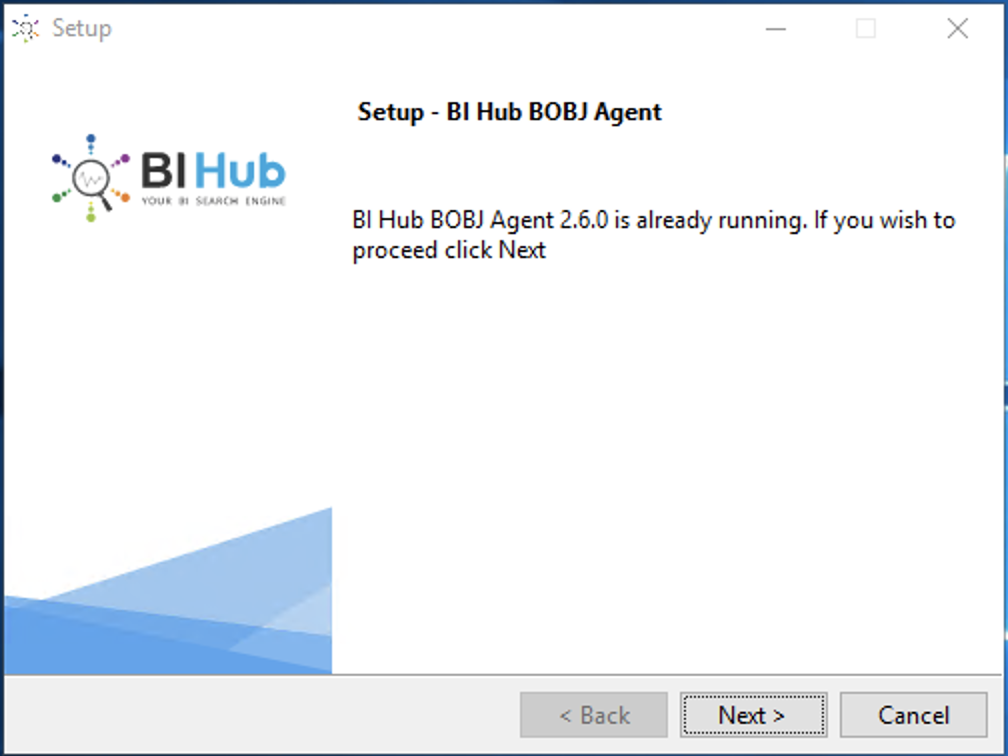 Setup
Setup - BI Hub BOBJ Agent
BI Hub
YOUR BI SEARCH ENGINE
BI Hub BOBJ Agent 2.6.0 is already running. If you wish to
proceed click Next
< Back
Next >
Cancel